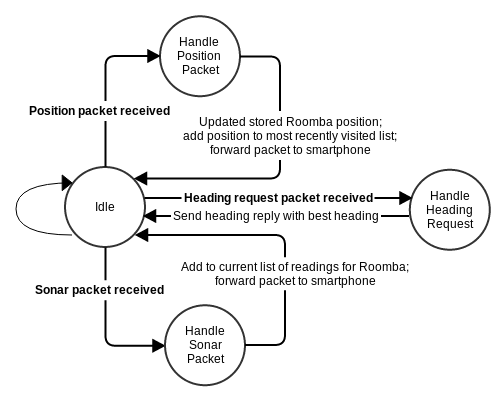 Handle
Position
Packet
Position packet received
Updated stored Roomba position;
add position to most recently visited list;
forward packet to smartphone
Idle
Heading request packet received
Send heading reply with best heading
Handle
Heading
Request
Add to current list of readings for Roomba;
forward packet to smartphone
Sonar packet received
Handle
Sonar
Packet